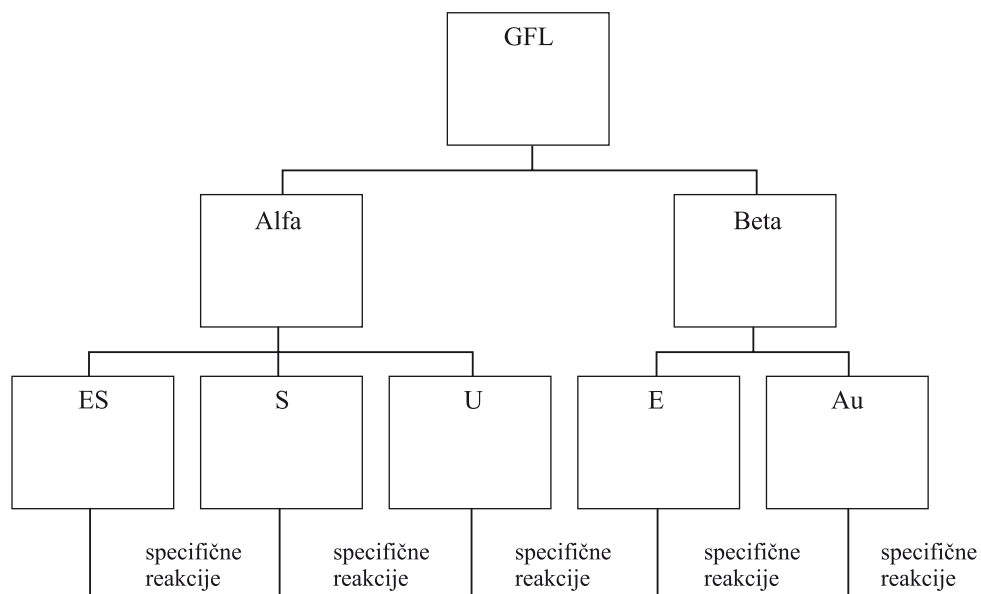 GFL
Alfa
Beta
ES
S
U
E
Au
specifične
reakcije
specifične
reakcije
specifične
reakcije
specifične
reakcije
specifične
reakcije